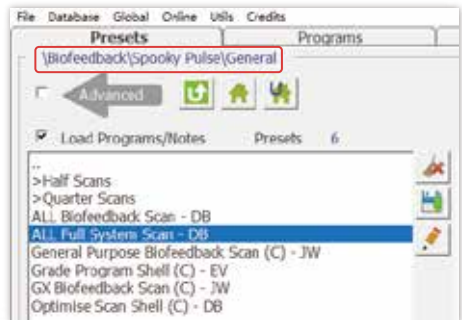 File Database Global Online Utils Credits
Presets Programs
\Biofeedback\Spooky Pulse\General
Advanced
Load Programs/Notes Presets 6
..
>Half Scans
>Quarter Scans
ALL Biofeedback Scan - DB
ALL Full System Scan - DB
General Purpose Biofeedback Scan (C) - JW
Grade Program Shell (C) - EV
GX Biofeedback Scan (C) - JW
Optimise Scan Shell (C) - DB